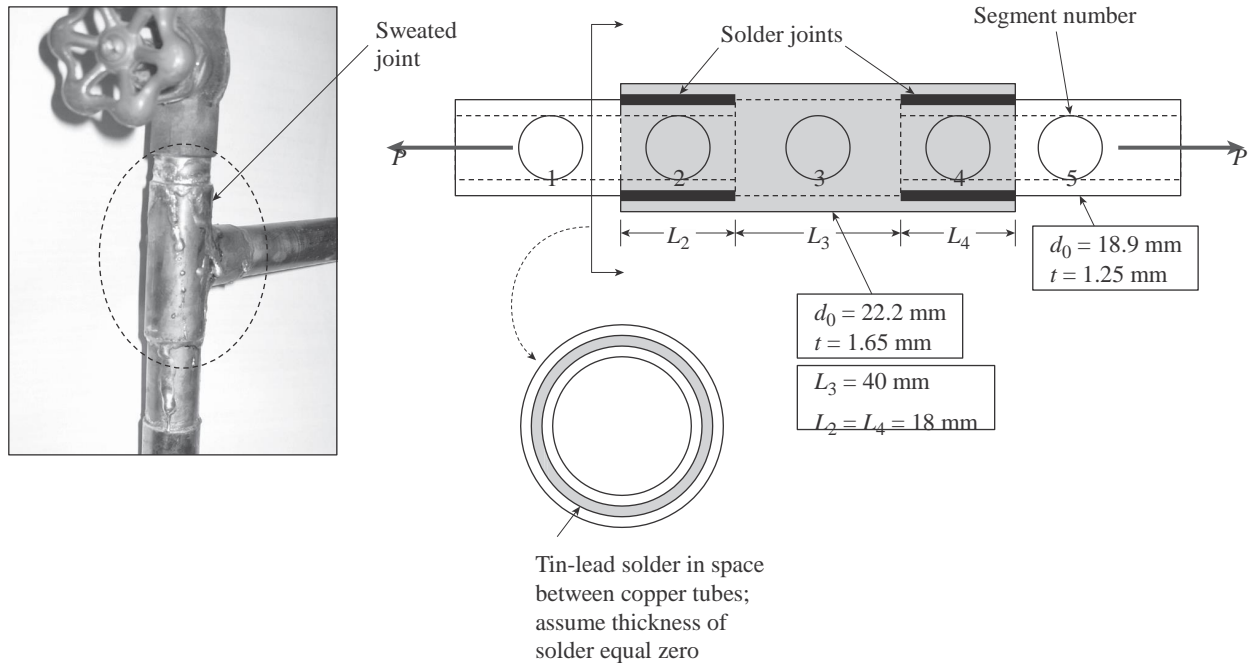 Sweated
joint
Solder joints
Segment number
P
1
2
3
4
5
P
L2
L3
L4
d0 = 18.9 mm
t = 1.25 mm
d0 = 22.2 mm
t = 1.65 mm
L3 = 40 mm
L2 = L4 = 18 mm
Tin-lead solder in space
between copper tubes;
assume thickness of
solder equal zero